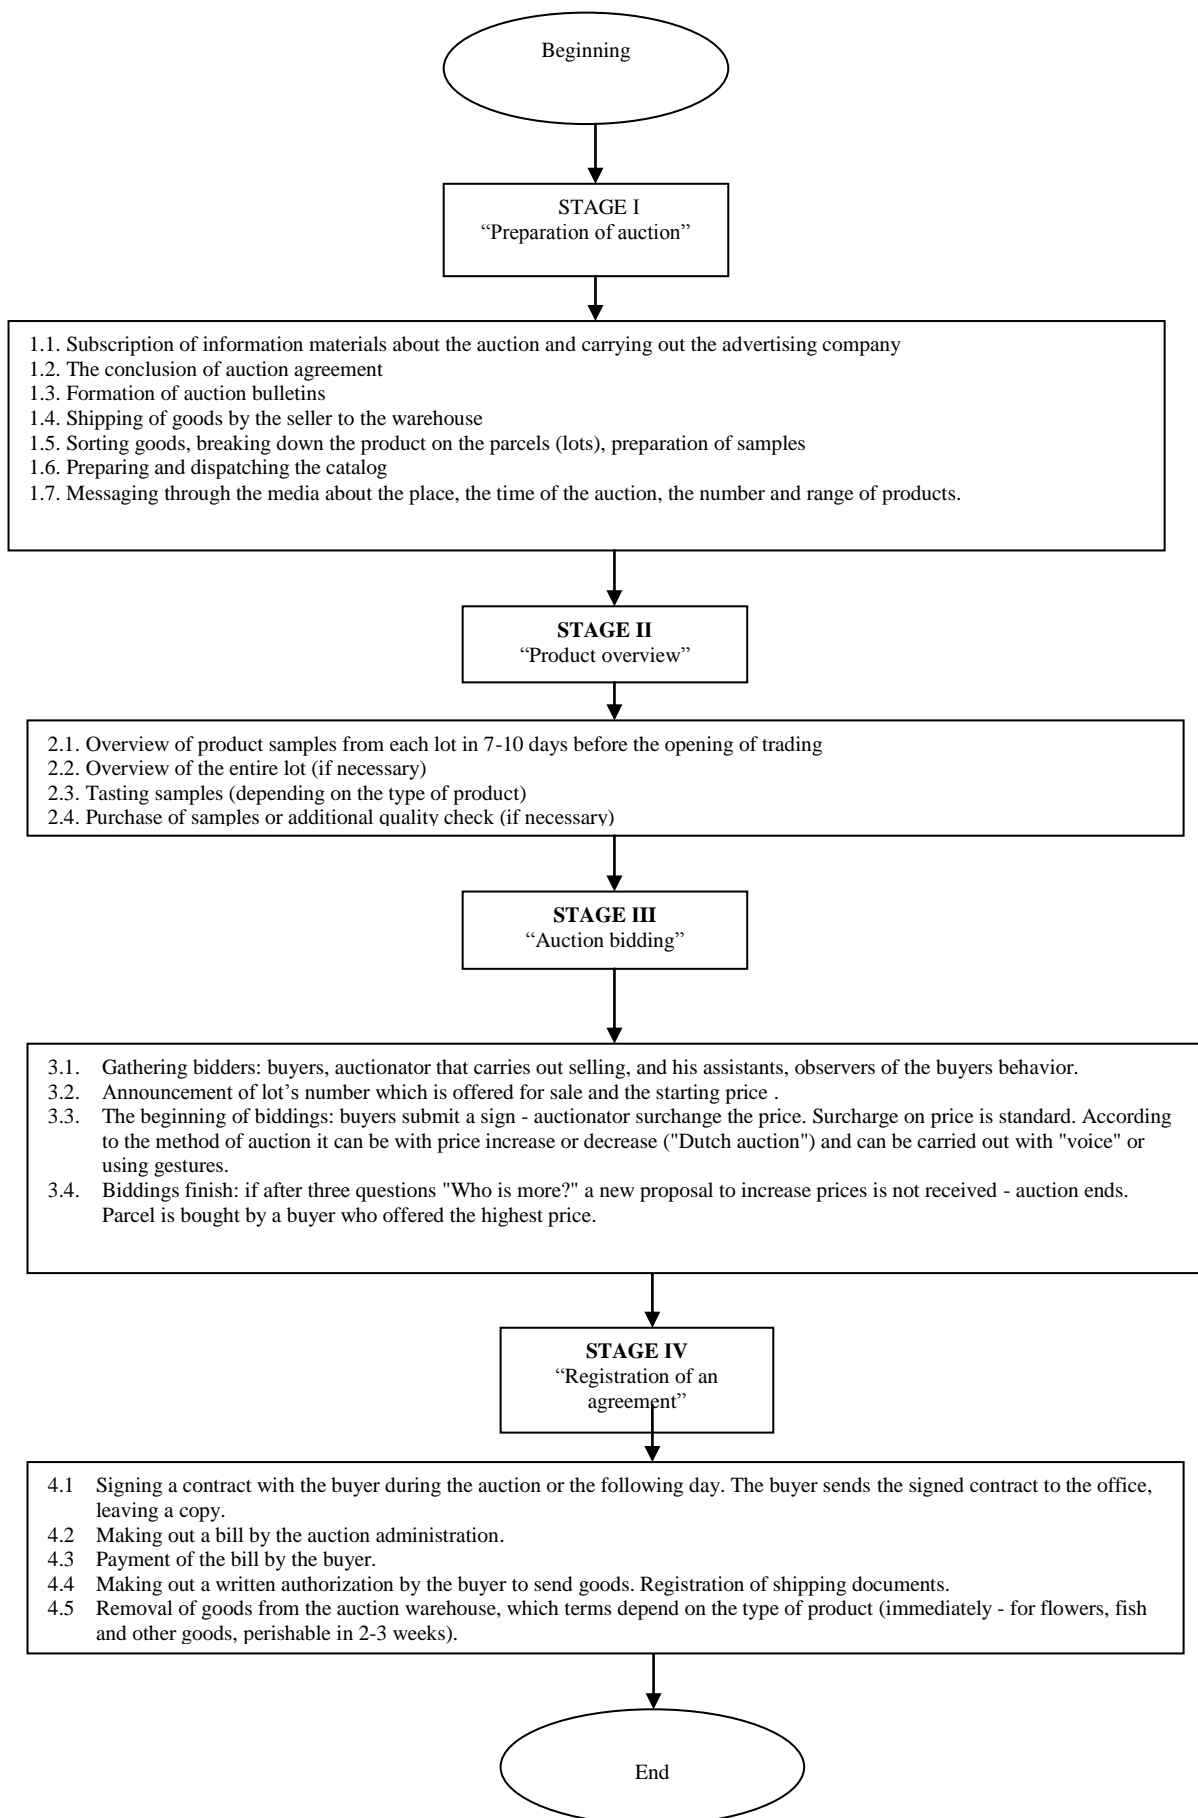 Beginning
STAGE I
“Preparation of auction”
1.1. Subscription of information materials about the auction and carrying out the advertising company
1.2. The conclusion of auction agreement
1.3. Formation of auction bulletins
1.4. Shipping of goods by the seller to the warehouse
1.5. Sorting goods, breaking down the product on the parcels (lots), preparation of samples
1.6. Preparing and dispatching the catalog
1.7. Messaging through the media about the place, the time of the auction, the number and range of products.
STAGE II
“Product overview”
2.1. Overview of product samples from each lot in 7-10 days before the opening of trading
2.2. Overview of the entire lot (if necessary)
2.3. Tasting samples (depending on the type of product)
2.4. Purchase of samples or additional quality check (if necessary)
STAGE III
“Auction bidding”
3.1. Gathering bidders: buyers, auctionator that carries out selling, and his assistants, observers of the buyers behavior.
3.2. Announcement of lot’s number which is offered for sale and the starting price .
3.3. The beginning of biddings: buyers submit a sign - auctionator surchange the price. Surcharge on price is standard. According
to the method of auction it can be with price increase or decrease ("Dutch auction") and can be carried out with "voice" or
using gestures.
3.4. Biddings finish: if after three questions "Who is more?" a new proposal to increase prices is not received - auction ends.
Parcel is bought by a buyer who offered the highest price.
STAGE IV
“Registration of an
agreement”
4.1 Signing a contract with the buyer during the auction or the following day. The buyer sends the signed contract to the office,
leaving a copy.
4.2 Making out a bill by the auction administration.
4.3 Payment of the bill by the buyer.
4.4 Making out a written authorization by the buyer to send goods. Registration of shipping documents.
4.5 Removal of goods from the auction warehouse, which terms depend on the type of product (immediately - for flowers, fish
and other goods, perishable in 2-3 weeks).
End